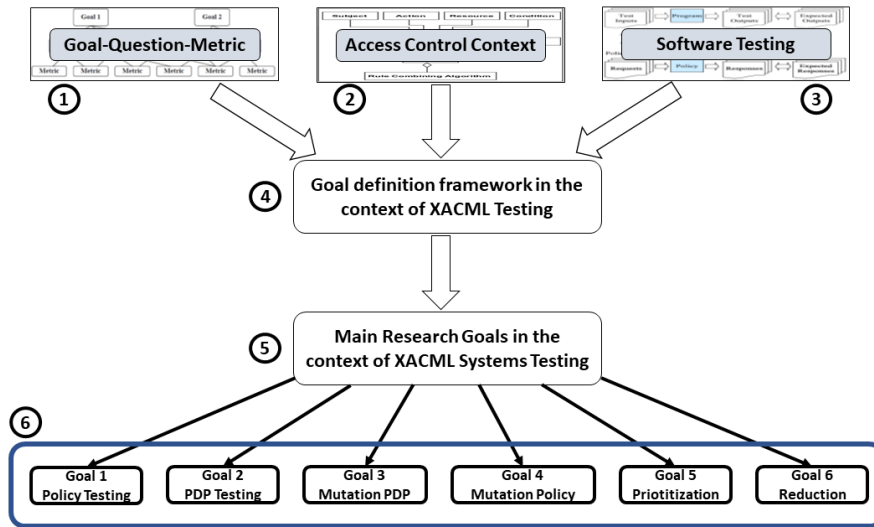 Goal 1
Goal 2
Goal-Question-Metric
Metric Metric Metric Metric Metric Metric
1
Subject Action Resource Condition
Access Control Context
Rule Combining Algorithm
2
Test Inputs Program Test Outputs Expected Outputs
Software Testing
Requests Policy Responses Expected Responses
3
4
Goal definition framework in the
context of XACML Testing
5
Main Research Goals in the
context of XACML Systems Testing
6
Goal 1
Policy Testing
Goal 2
PDP Testing
Goal 3
Mutation PDP
Goal 4
Mutation Policy
Goal 5
Priotitization
Goal 6
Reduction